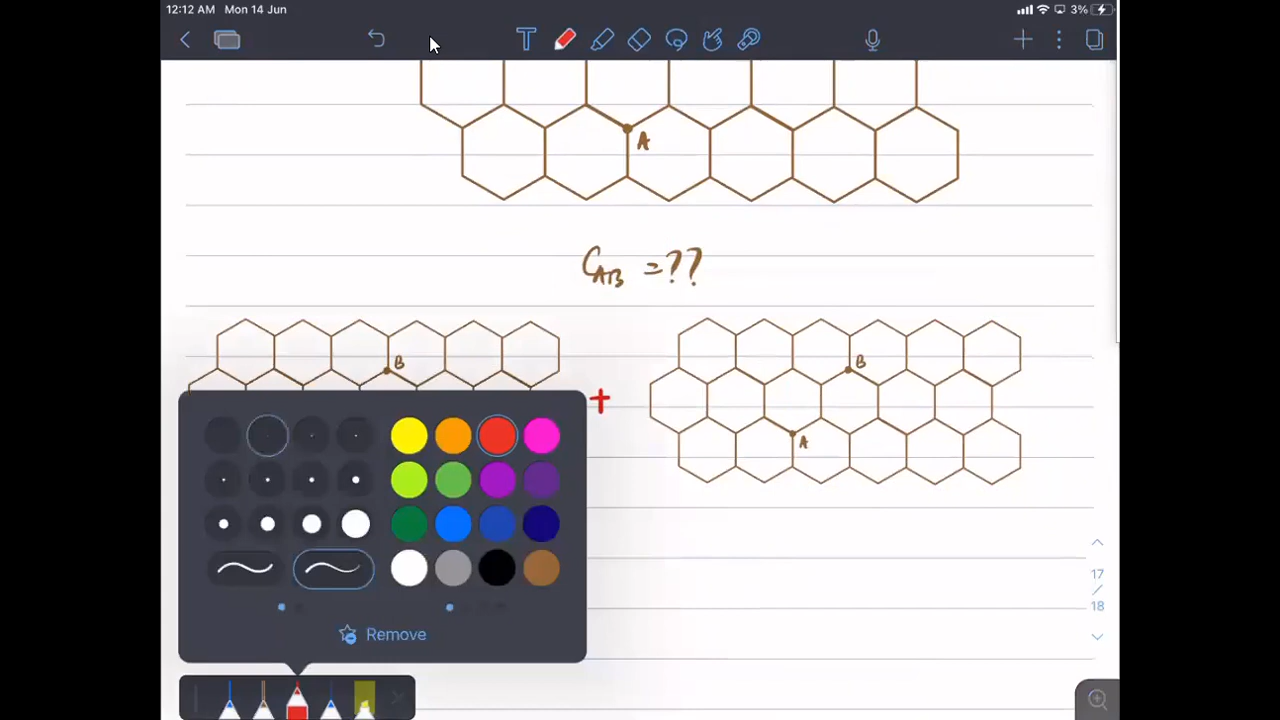 12:12 AM Mon 14 Jun
3%
T
A
C_AB = ??
B
B
A
17
/
18
Remove